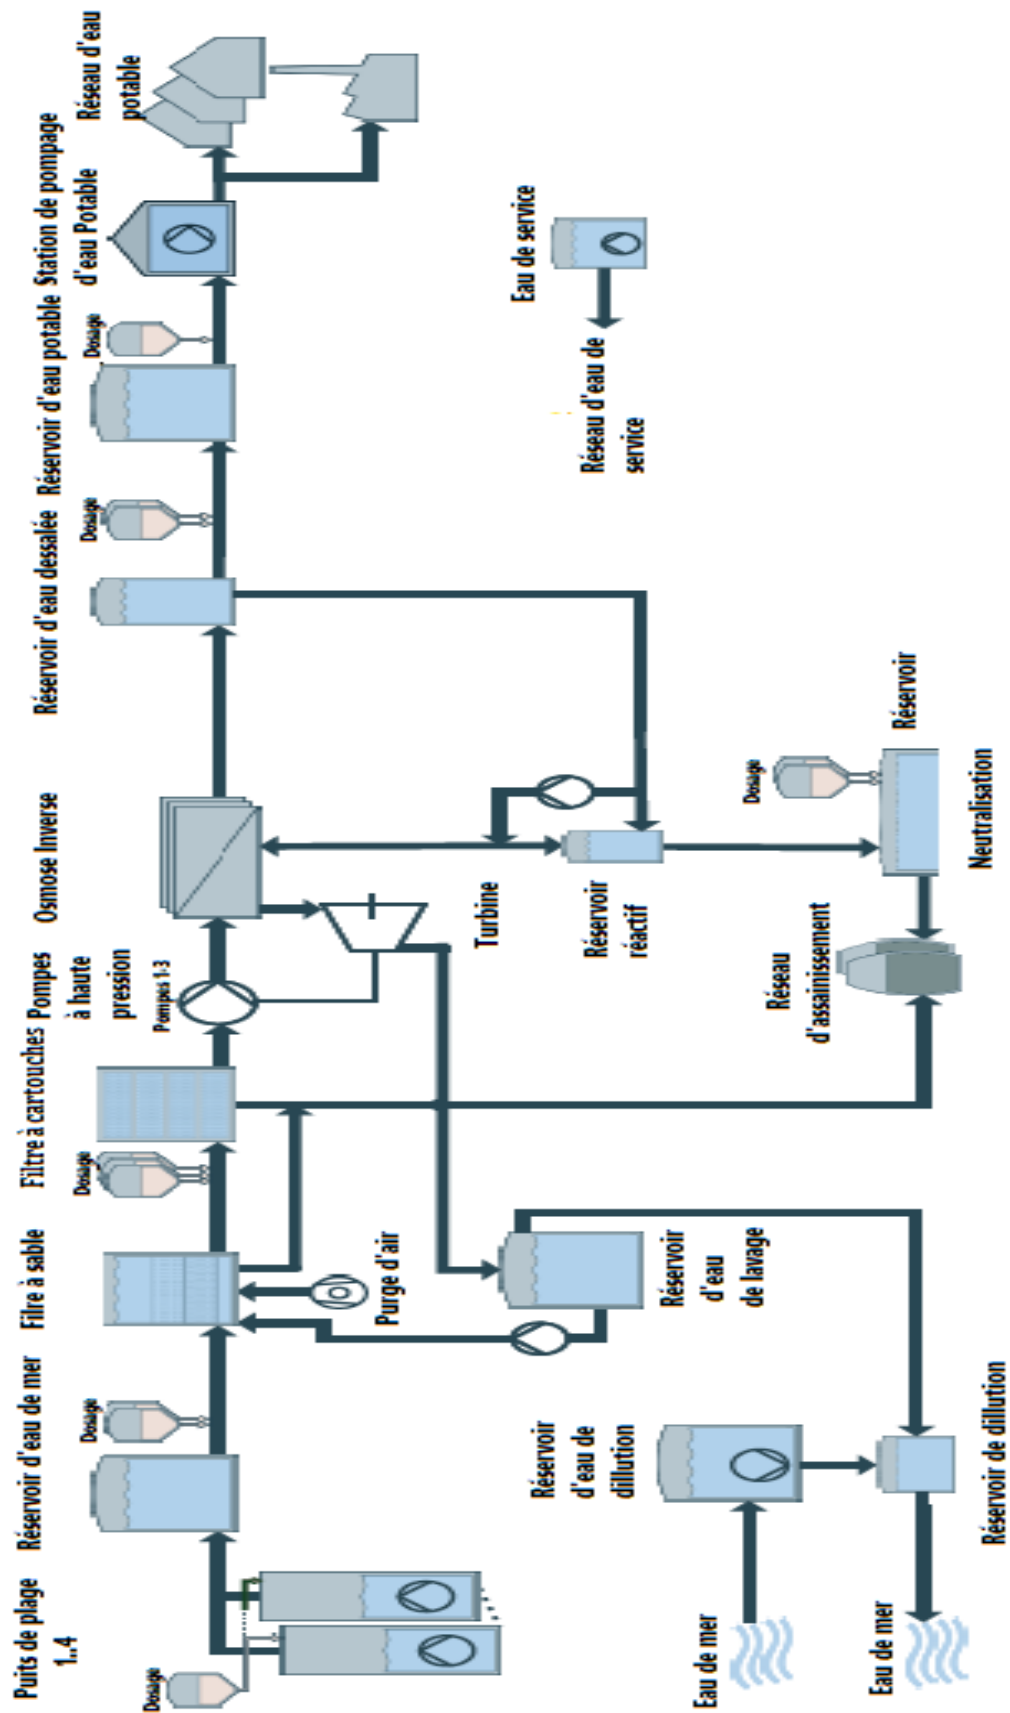 Puits de plage
1..4
Réservoir d'eau de mer
Filre à sable
Filtre à cartouches
Pompes
à haute
pression
Pompes 1-3
Osmose Inverse
Réservoir d'eau dessalée
Réservoir d'eau potable
Station de pompage
d'eau Potable
Réseau d'eau
potable
Dosage
Dosage
Dosage
Dosage
Dosage
Purge d'air
Turbine
Réservoir
réactif
Eau de service
Réseau d'eau de
service
Réservoir
d'eau
de lavage
Réseau
d'assainissement
Dosage
Réservoir
Neutralisation
Réservoir
d'eau de
dillution
Eau de mer
Eau de mer
Réservoir de dillution